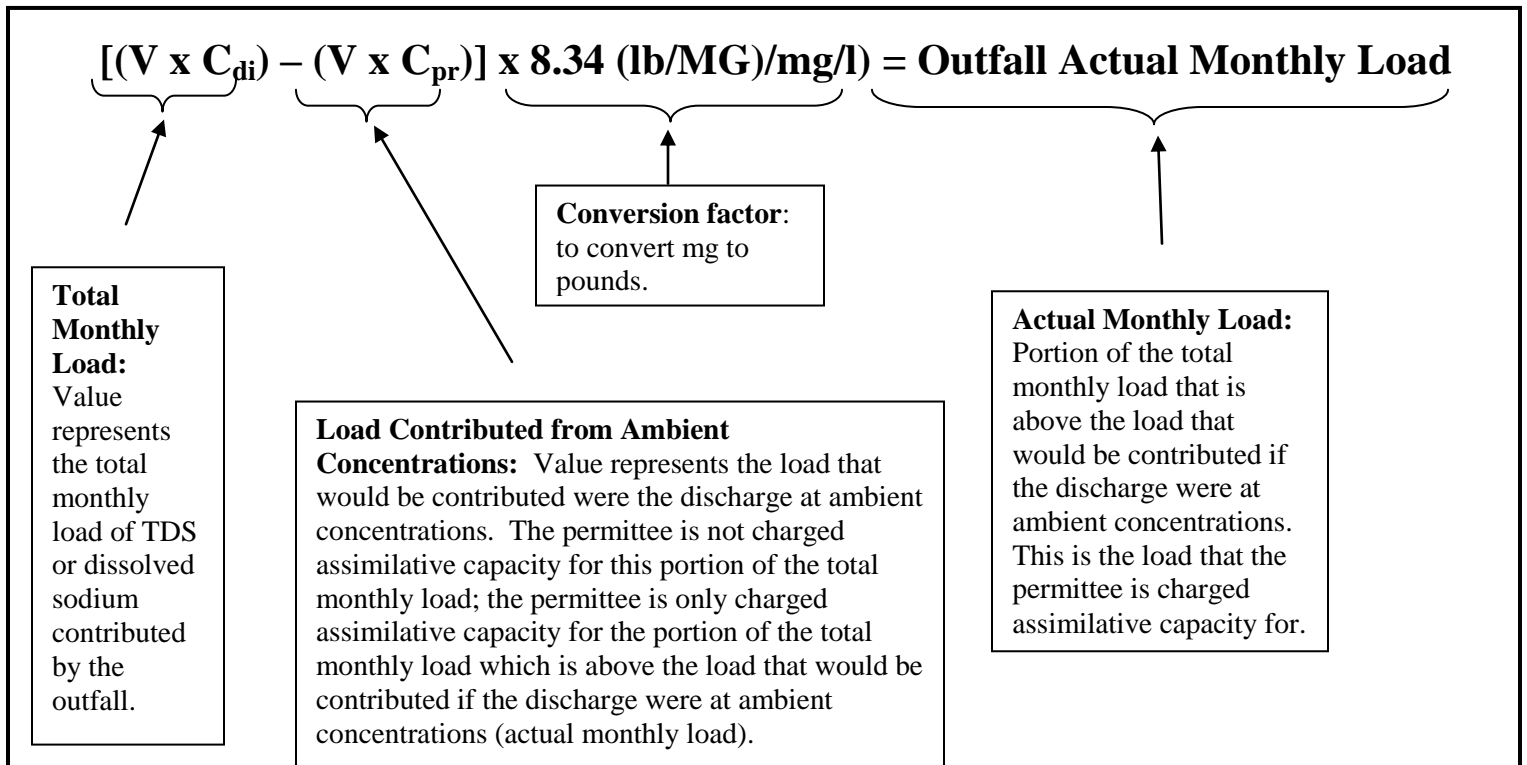 [(V x Cdi) – (V x Cpr)] x 8.34 (lb/MG)/mg/l) = Outfall Actual Monthly Load
Conversion factor:
to convert mg to
pounds.
Total
Monthly
Load:
Value
represents
the total
monthly
load of TDS
or dissolved
sodium
contributed
by the
outfall.
Load Contributed from Ambient
Concentrations: Value represents the load that
would be contributed were the discharge at ambient
concentrations. The permittee is not charged
assimilative capacity for this portion of the total
monthly load; the permittee is only charged
assimilative capacity for the portion of the total
monthly load which is above the load that would be
contributed if the discharge were at ambient
concentrations (actual monthly load).
Actual Monthly Load:
Portion of the total
monthly load that is
above the load that
would be contributed if
the discharge were at
ambient concentrations.
This is the load that the
permittee is charged
assimilative capacity for.